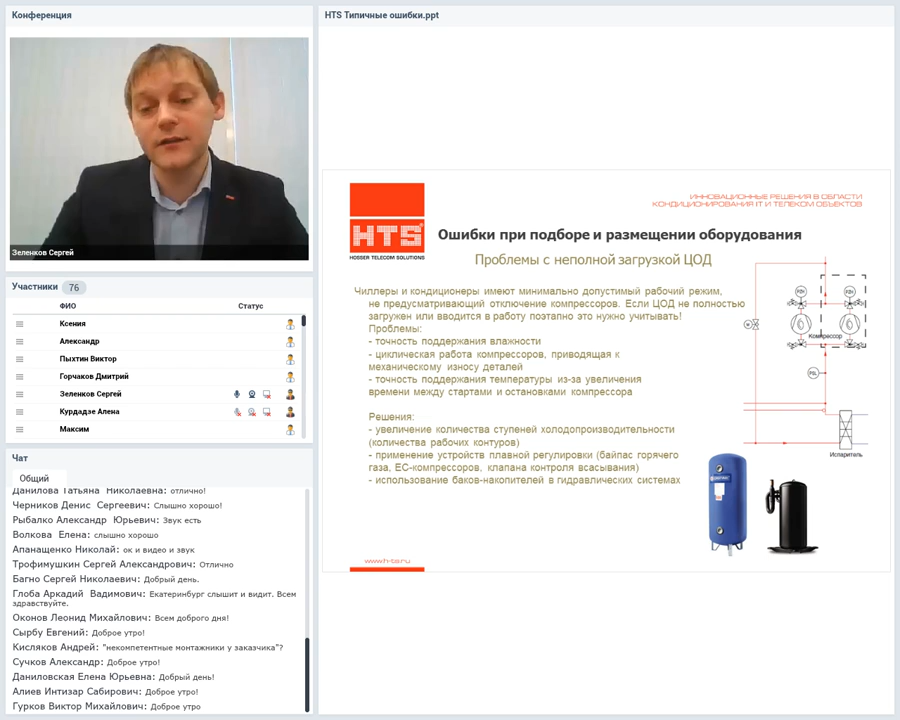 Конференция
Зеленков Сергей
Участники 76
ФИО Статус
Ксения
Александр
Пыхтин Виктор
Горчаков Дмитрий
Зеленков Сергей
Курдадзе Алена
Максим
Чат
Общий
Данилова Татьяна Николаевна: отлично!
Черников Денис Сергеевич: Слышно хорошо!
Рыбалко Александр Юрьевич: Звук есть
Волкова Елена: слышно хорошо
Апанащенко Николай: ок и видео и звук
Трофимушкин Сергей Александрович: Отлично
Багно Сергей Николаевич: Добрый день.
Глоба Аркадий Вадимович: Екатеринбург слышит и видит. Всем
здравствуйте.
Оконов Леонид Михайлович: Всем доброго дня!
Сырбу Евгений: Доброе утро!
Кисляков Андрей: "некомпетентные монтажники у заказчика"?
Сучков Александр: Доброе утро!
Даниловская Елена Юрьевна: Добрый день!
Алиев Интизар Сабирович: Доброе утро!
Гурков Виктор Михайлович: Доброе утро
HTS Типичные ошибки.ppt
HTS
HOSSER TELECOM SOLUTIONS
ИННОВАЦИОННЫЕ РЕШЕНИЯ В ОБЛАСТИ
КОНДИЦИОНИРОВАНИЯ IT И ТЕЛЕКОМ ОБЪЕКТОВ
Ошибки при подборе и размещении оборудования
Проблемы с неполной загрузкой ЦОД
Чиллеры и кондиционеры имеют минимально допустимый рабочий режим,
не предусматривающий отключение компрессоров. Если ЦОД не полностью
загружен или вводится в работу поэтапно это нужно учитывать!
Проблемы:
- точность поддержания влажности
- циклическая работа компрессоров, приводящая к
механическому износу деталей
- точность поддержания температуры из-за увеличения
времени между стартами и остановками компрессора
Решения:
- увеличение количества ступеней холодопроизводительности
(количества рабочих контуров)
- применение устройств плавной регулировки (байпас горячего
газа, ЕС-компрессоров, клапана контроля всасывания)
- использование баков-накопителей в гидравлических системах
Компрессор
Испаритель
www.h-ts.ru